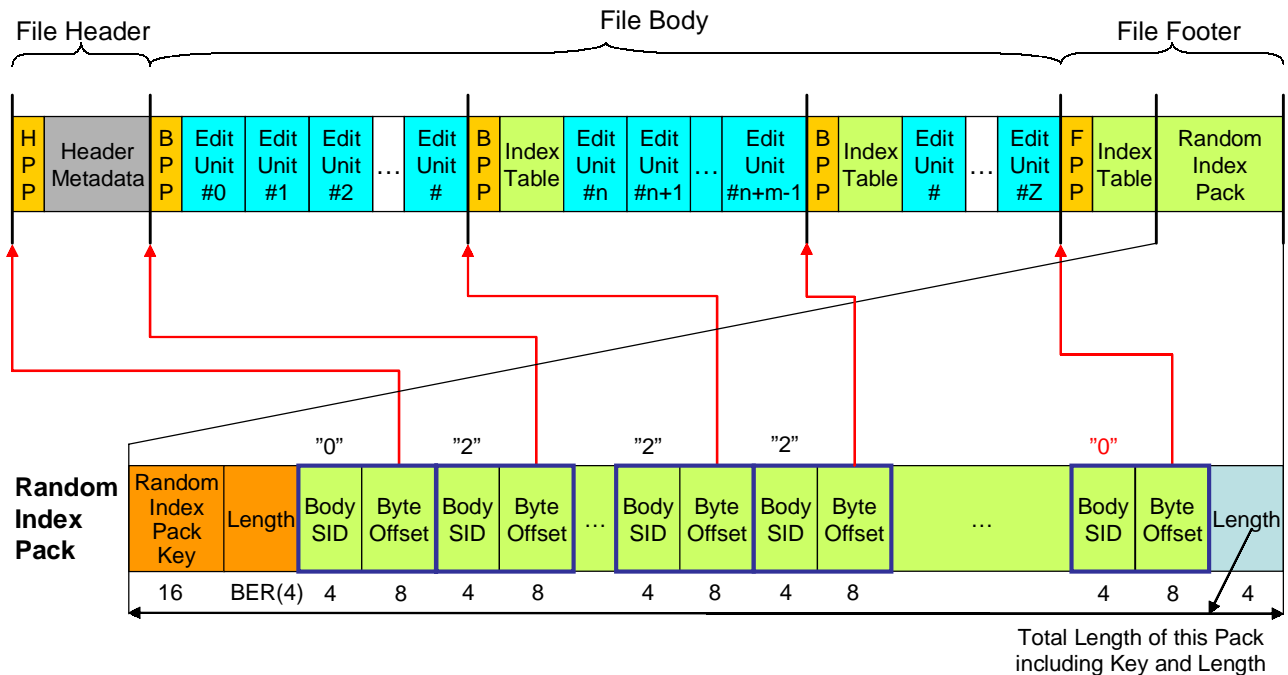 File Header
File Body
File Footer
H
P
P
Header
Metadata
B
P
P
Edit
Unit
#0
Edit
Unit
#1
Edit
Unit
#2
...
Edit
Unit
#
B
P
P
Index
Table
Edit
Unit
#n
Edit
Unit
#n+1
...
Edit
Unit
#n+m-1
B
P
P
Index
Table
Edit
Unit
#
...
Edit
Unit
#Z
F
P
P
Index
Table
Random
Index
Pack
"0"
"2"
"2"
"2"
"0"
Random
Index
Pack
Random
Index
Pack
Key
Length
Body
SID
Byte
Offset
Body
SID
Byte
Offset
...
Body
SID
Byte
Offset
Body
SID
Byte
Offset
...
Body
SID
Byte
Offset
Length
16 BER(4) 4 8 4 8 4 8 4 8 4 8 4
Total Length of this Pack
including Key and Length